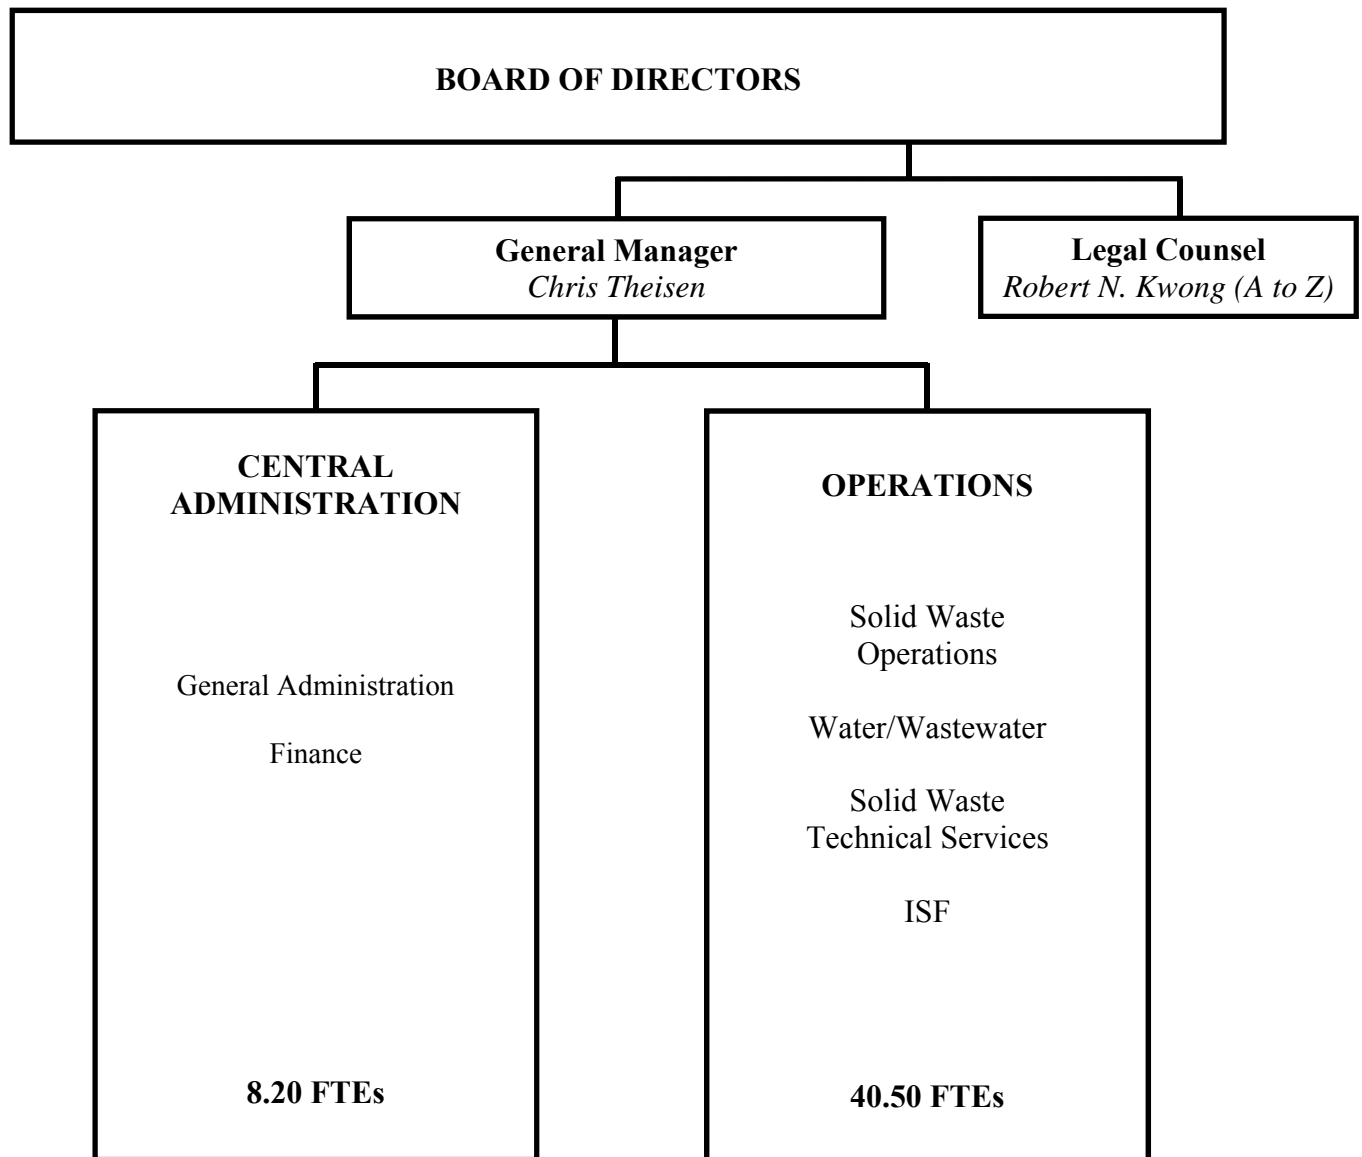 BOARD OF DIRECTORS
General Manager
Chris Theisen
Legal Counsel
Robert N. Kwong (A to Z)
CENTRAL
ADMINISTRATION
General Administration
Finance
8.20 FTEs
OPERATIONS
Solid Waste
Operations
Water/Wastewater
Solid Waste
Technical Services
ISF
40.50 FTEs